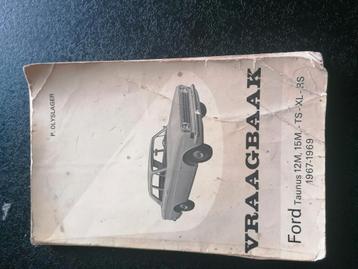 P. OLYSLAGER
VRAAGBAAK
Ford Taunus 12M, 15M, - TS - XL - RS
1967-1969